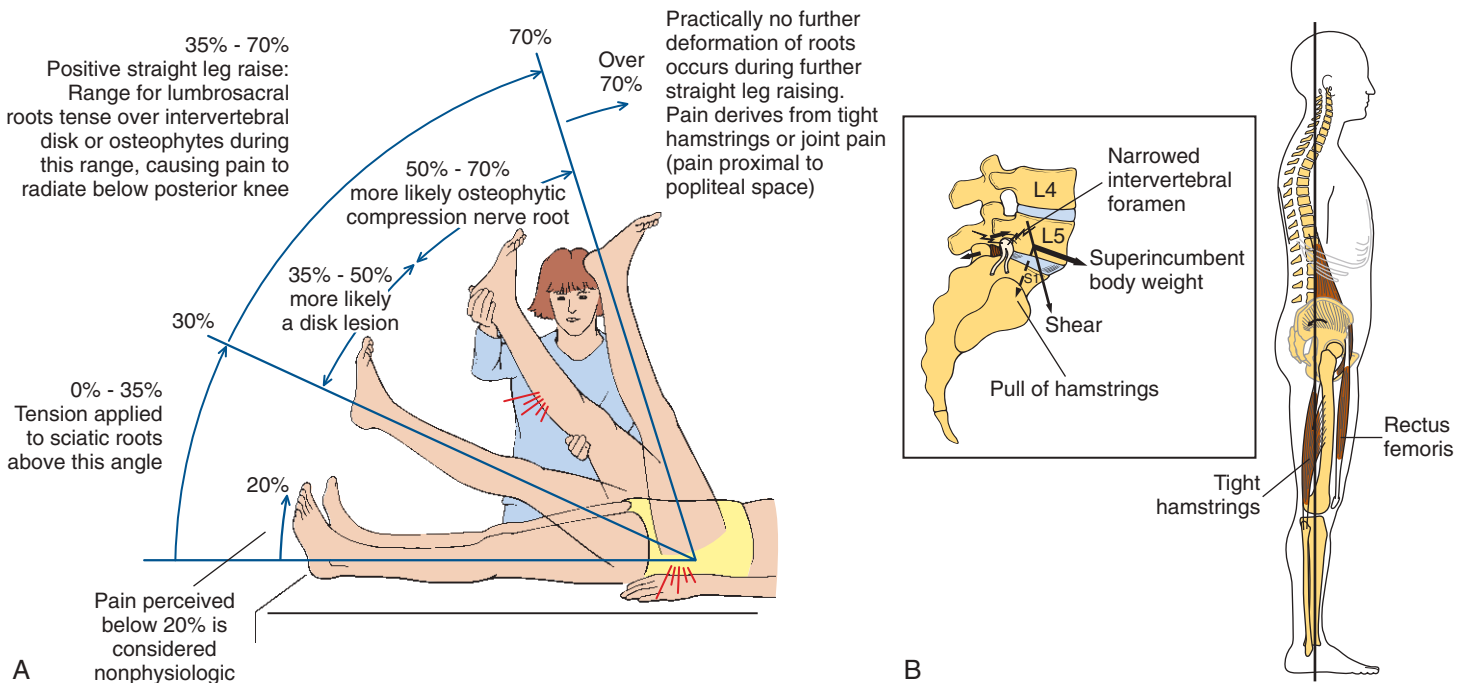 35% - 70%
Positive straight leg raise:
Range for lumbrosacral
roots tense over intervertebral
disk or osteophytes during
this range, causing pain to
radiate below posterior knee
70%
Over
70%
Practically no further
deformation of roots
occurs during further
straight leg raising.
Pain derives from tight
hamstrings or joint pain
(pain proximal to
popliteal space)
50% - 70%
more likely osteophytic
compression nerve root
35% - 50%
more likely
a disk lesion
30%
0% - 35%
Tension applied
to sciatic roots
above this angle
20%
Pain perceived
below 20% is
considered
nonphysiologic
A
L4
L5
S1
Narrowed
intervertebral
foramen
Superincumbent
body weight
Shear
Pull of hamstrings
Rectus
femoris
Tight
hamstrings
B